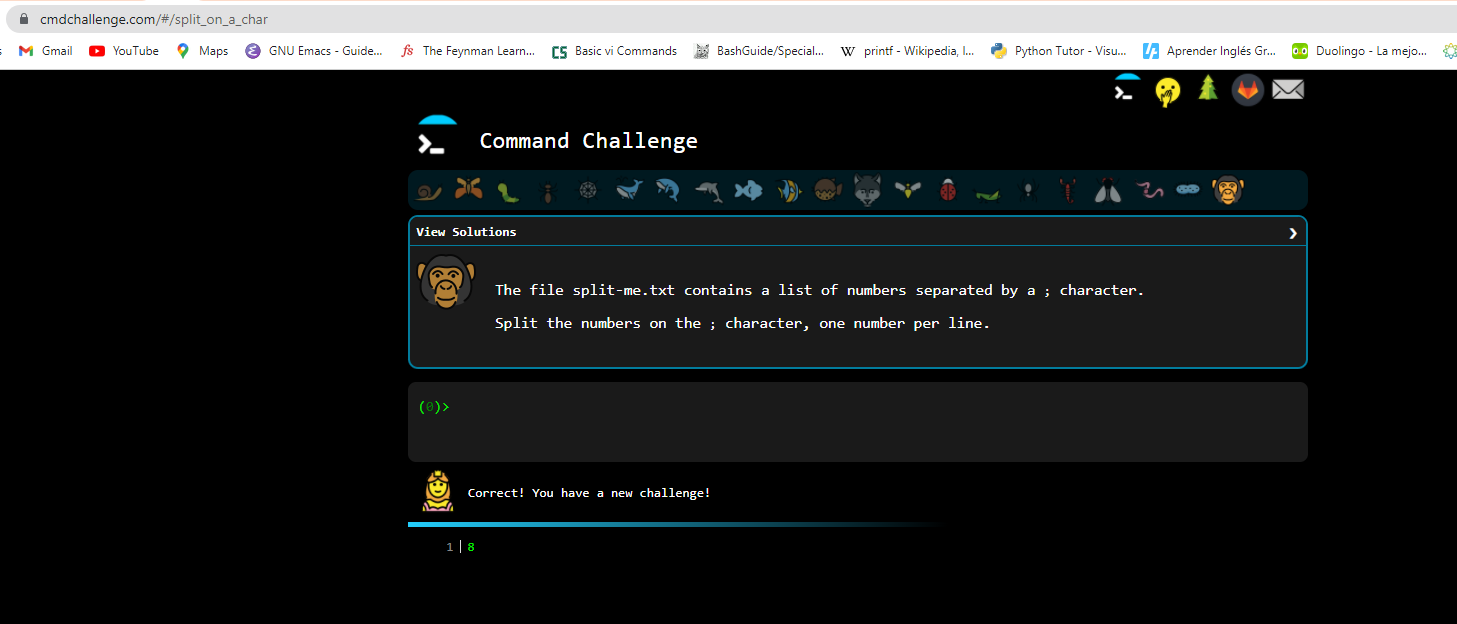 cmdchallenge.com/#/split_on_a_char
s Gmail YouTube Maps GNU Emacs - Guide... fs The Feynman Learn... CS Basic vi Commands BashGuide/Special... W printf - Wikipedia, l... Python Tutor - Visu... Aprender Inglés Gr... Duolingo - La mejo...
Command Challenge
View Solutions ❯
The file split-me.txt contains a list of numbers separated by a ; character.
Split the numbers on the ; character, one number per line.
(0)>
Correct! You have a new challenge!
1 8